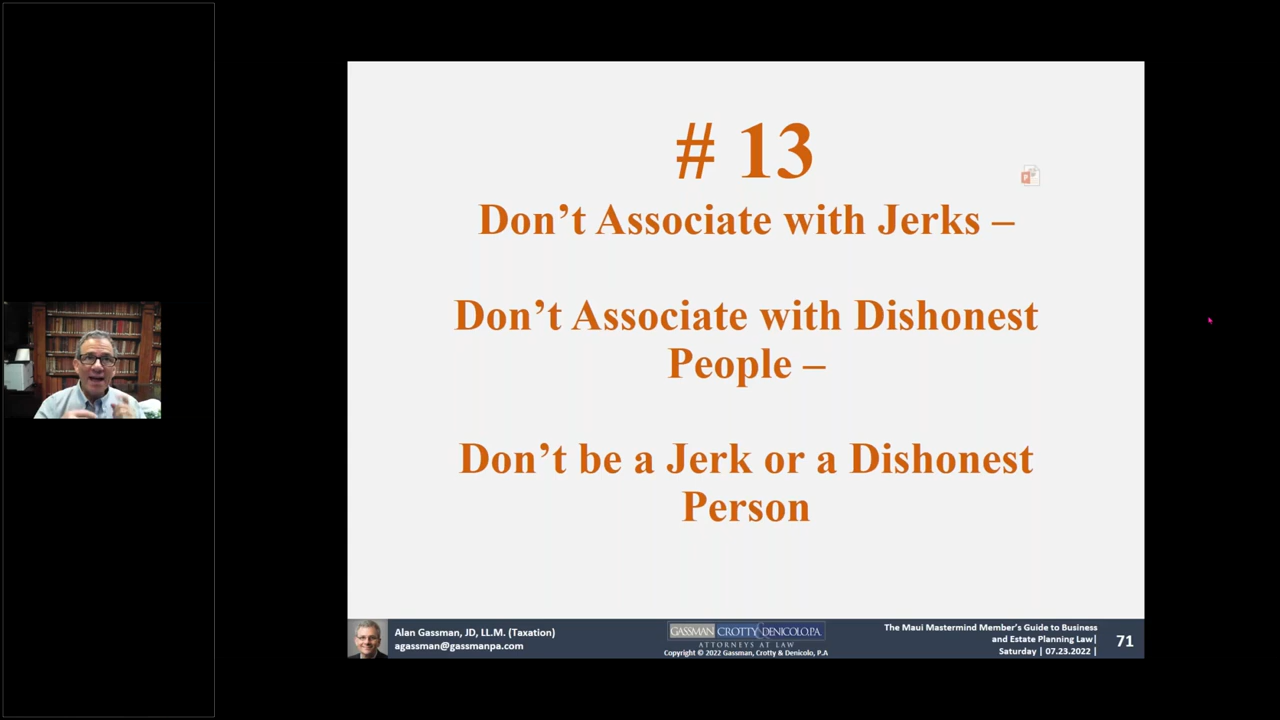 # 13
Don’t Associate with Jerks –
Don’t Associate with Dishonest
People –
Don’t be a Jerk or a Dishonest
Person
Alan Gassman, JD, LL.M. (Taxation)
agassman@gassmanpa.com
GASSMAN CROTTY & DENICOLO, P.A.
ATTORNEYS AT LAW
Copyright © 2022 Gassman, Crotty & Denicolo, P.A
The Maui Mastermind Member’s Guide to Business
and Estate Planning Law|
Saturday | 07.23.2022 |
71